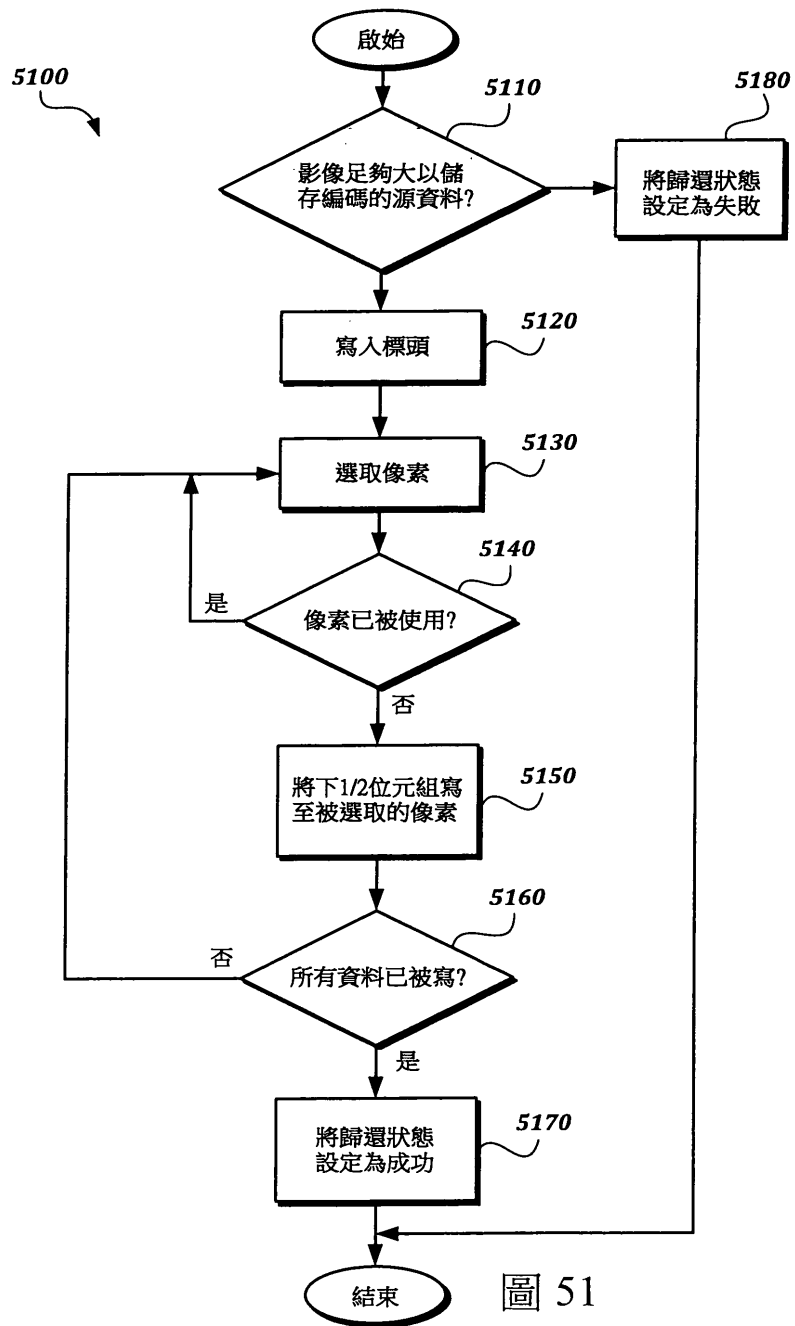 啟始
5100
5110
影像足夠大以儲
存編碼的源資料?
5180
將歸還狀態
設定為失敗
5120
寫入標頭
5130
選取像素
5140
像素已被使用?
是
否
5150
將下1/2位元組寫
至被選取的像素
5160
所有資料已被寫?
否
是
5170
將歸還狀態
設定為成功
結束
圖 51